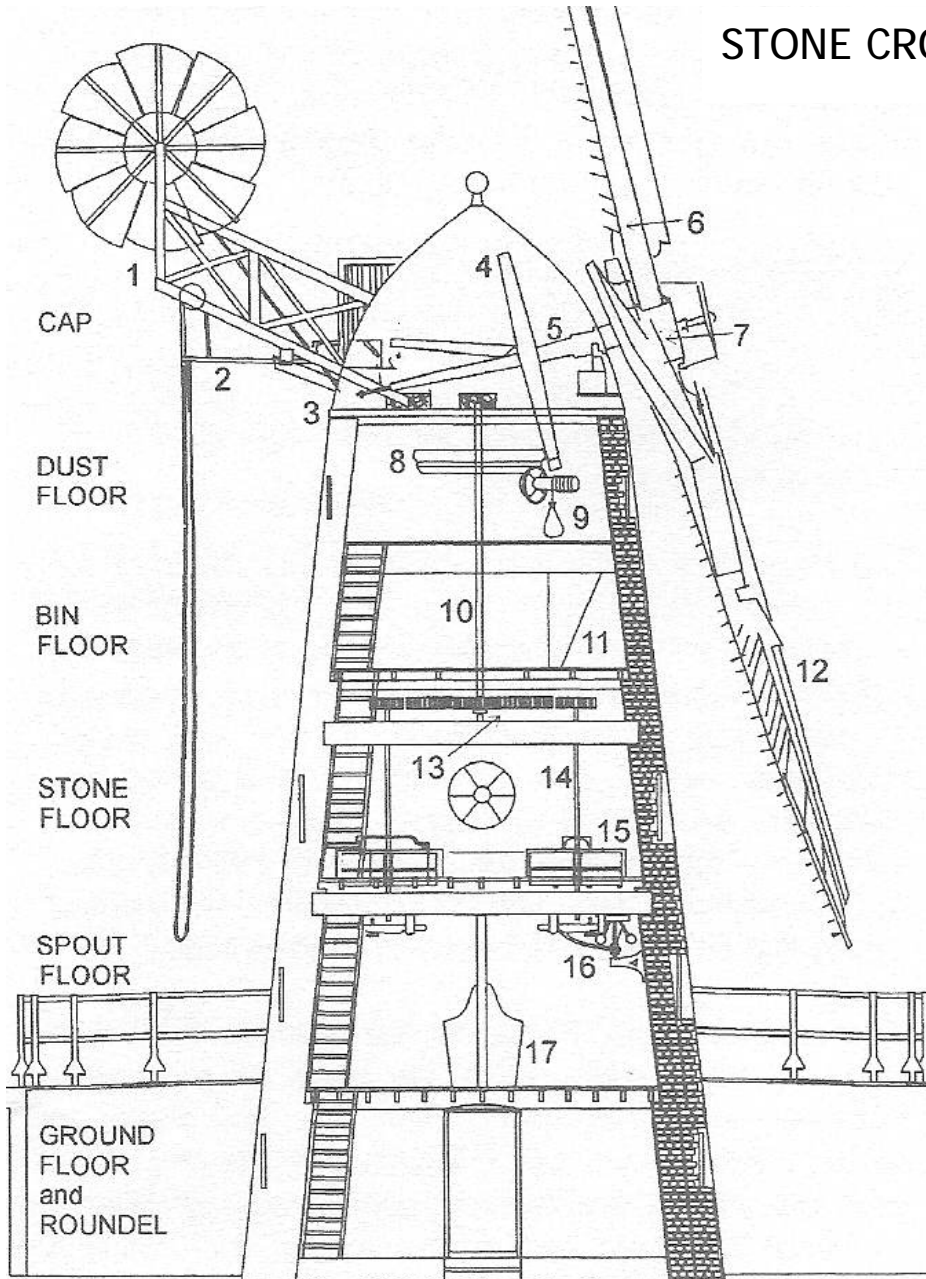 STONE CRO
6
4
1
5
7
CAP
2
3
8
DUST
FLOOR
9
10
BIN
FLOOR
11
12
13
14
STONE
FLOOR
15
SPOUT
FLOOR
16
17
GROUND
FLOOR
and
ROUNDEL